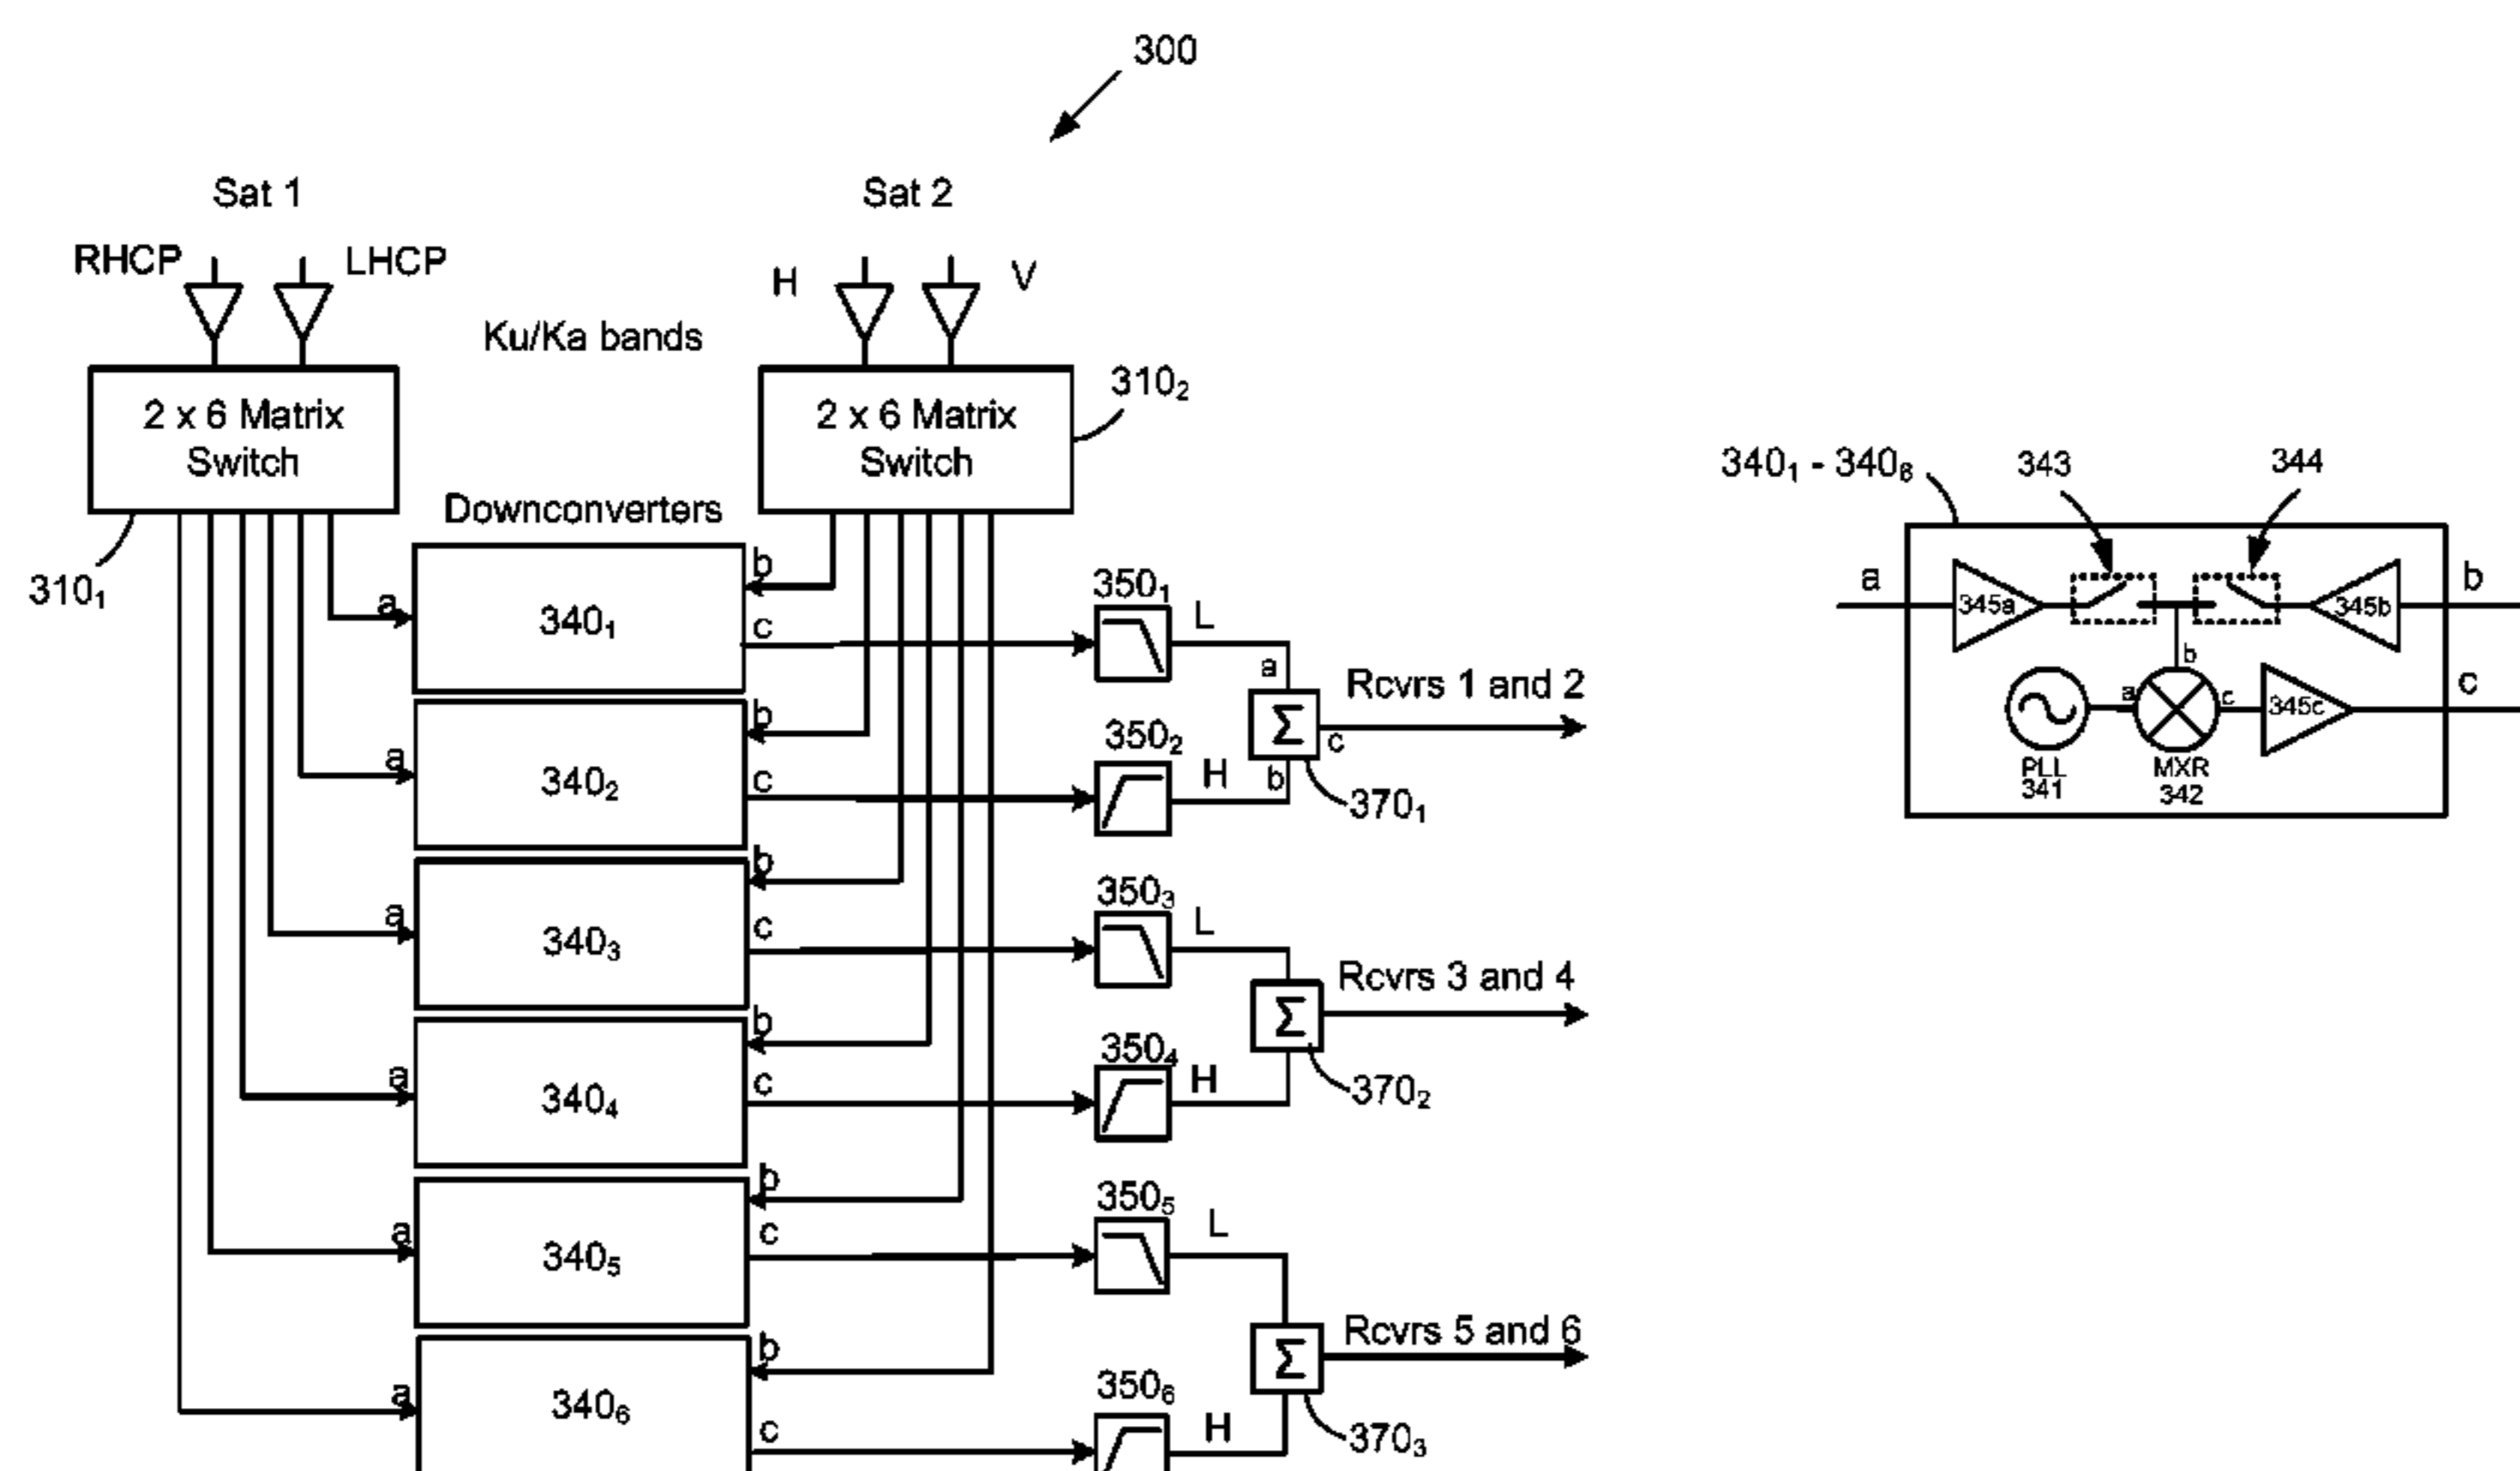 300
Sat 1
Sat 2
RHCP
LHCP
H
V
Ku/Ka bands
2 x 6 Matrix
Switch
2 x 6 Matrix
Switch
310₂
310₁
Downconverters
a
340₁
b
c
350₁
L
a
Rcvrs 1 and 2
Σ
c
a
340₂
b
c
350₂
H
b
370₁
a
340₃
b
c
350₃
L
Rcvrs 3 and 4
Σ
a
340₄
b
c
350₄
H
370₂
a
340₅
b
c
350₅
L
Rcvrs 5 and 6
Σ
a
340₆
b
c
350₆
H
370₃
340₁ - 340₆
343
344
a
345a
345b
b
b
a
c
345c
c
PLL
341
MXR
342